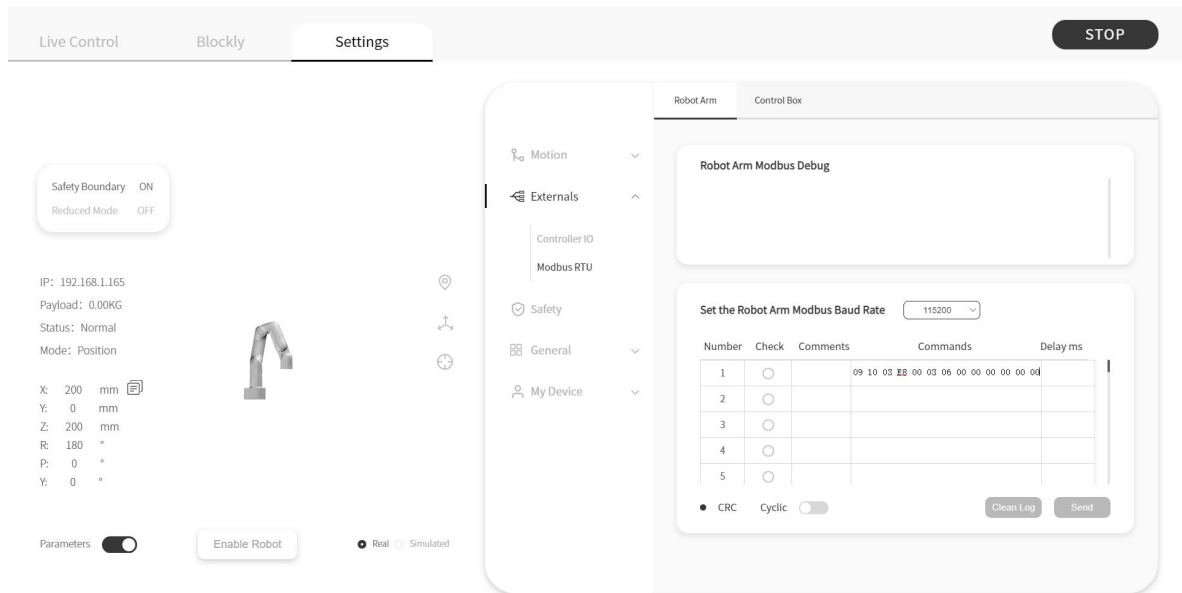 Live Control Blockly Settings STOP
Robot Arm Control Box
Motion
Externals
Controller IO
Modbus RTU
Safety
General
My Device
Safety Boundary ON
Reduced Mode OFF
IP: 192.168.1.165
Payload: 0.00KG
Status: Normal
Mode: Position
X: 200 mm
Y: 0 mm
Z: 200 mm
R: 180 °
P: 0 °
Y: 0 °
Parameters Enable Robot Real Simulated
Robot Arm Modbus Debug
Set the Robot Arm Modbus Baud Rate 115200
Number Check Comments Commands Delay ms
1 09 10 03 E8 00 03 06 00 00 00 00 00 00
2
3
4
5
CRC Cyclic Clean Log Send